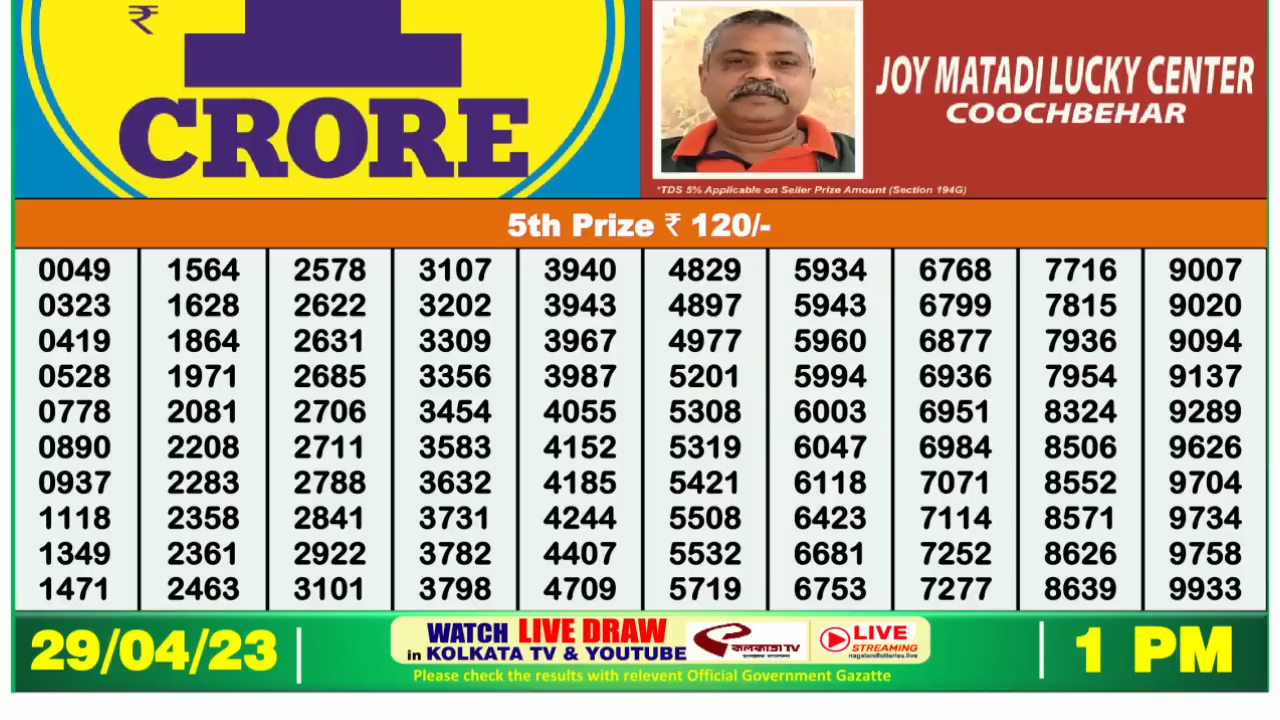 ₹
1
CRORE
JOY MATADI LUCKY CENTER
COOCHBEHAR
*TDS 5% Applicable on Seller Prize Amount (Section 194G)
5th Prize ₹ 120/-
0049 1564 2578 3107 3940 4829 5934 6768 7716 9007
0323 1628 2622 3202 3943 4897 5943 6799 7815 9020
0419 1864 2631 3309 3967 4977 5960 6877 7936 9094
0528 1971 2685 3356 3987 5201 5994 6936 7954 9137
0778 2081 2706 3454 4055 5308 6003 6951 8324 9289
0890 2208 2711 3583 4152 5319 6047 6984 8506 9626
0937 2283 2788 3632 4185 5421 6118 7071 8552 9704
1118 2358 2841 3731 4244 5508 6423 7114 8571 9734
1349 2361 2922 3782 4407 5532 6681 7252 8626 9758
1471 2463 3101 3798 4709 5719 6753 7277 8639 9933
29/04/23
WATCH LIVE DRAW
in KOLKATA TV & YOUTUBE
কলকাতা TV
LIVE
STREAMING
nagalandlotteries.live
1 PM
Please check the results with relevent Official Government Gazatte